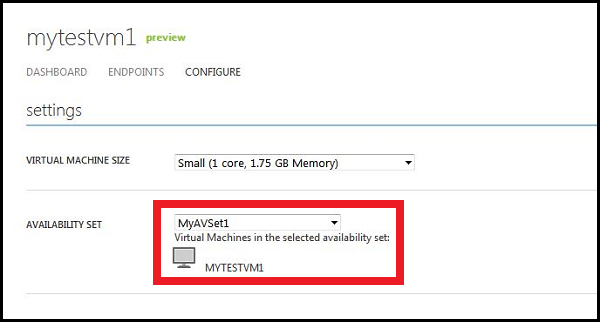 mytestvm1 preview
DASHBOARD ENDPOINTS CONFIGURE
settings
VIRTUAL MACHINE SIZE Small (1 core, 1.75 GB Memory)
AVAILABILITY SET MyAVSet1
Virtual Machines in the selected availability set:
MYTESTVM1